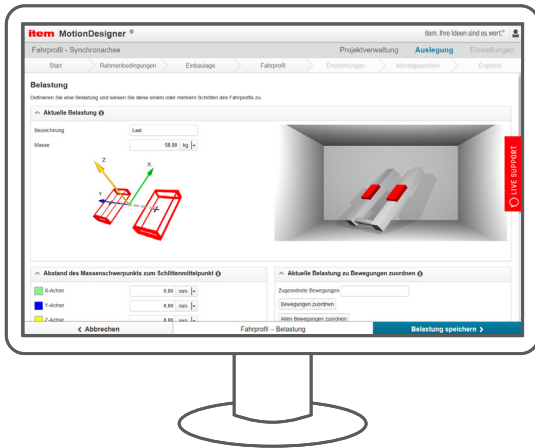 item MotionDesigner ®
item. Ihre Ideen sind es wert.®
Fahrprofil - Synchronachse
Projektverwaltung Auslegung Einstellungen
Start Rahmenbedingungen Einbaulage Fahrprofil Empfehlungen Montageposition Ergebnis
Belastung
Definieren Sie eine Belastung und weisen Sie diese einem oder mehrern Schritten des Fahrprofils zu
Aktuelle Belastung
Bezeichnung Last
Masse 50,00 kg
Z
X
Y
LIVE SUPPORT
Abstand des Massenschwerpunkts zum Schlittenmittelpunkt
X-Achse 0,00 mm
Y-Achse 0,00 mm
Z-Achse 0,00 mm
Aktuelle Belastung zu Bewegungen zuordnen
Zugeordnete Bewegungen
Bewegungen zuordnen
Allen Bewegungen zuordnen
Abbrechen
Fahrprofil – Belastung
Belastung speichern